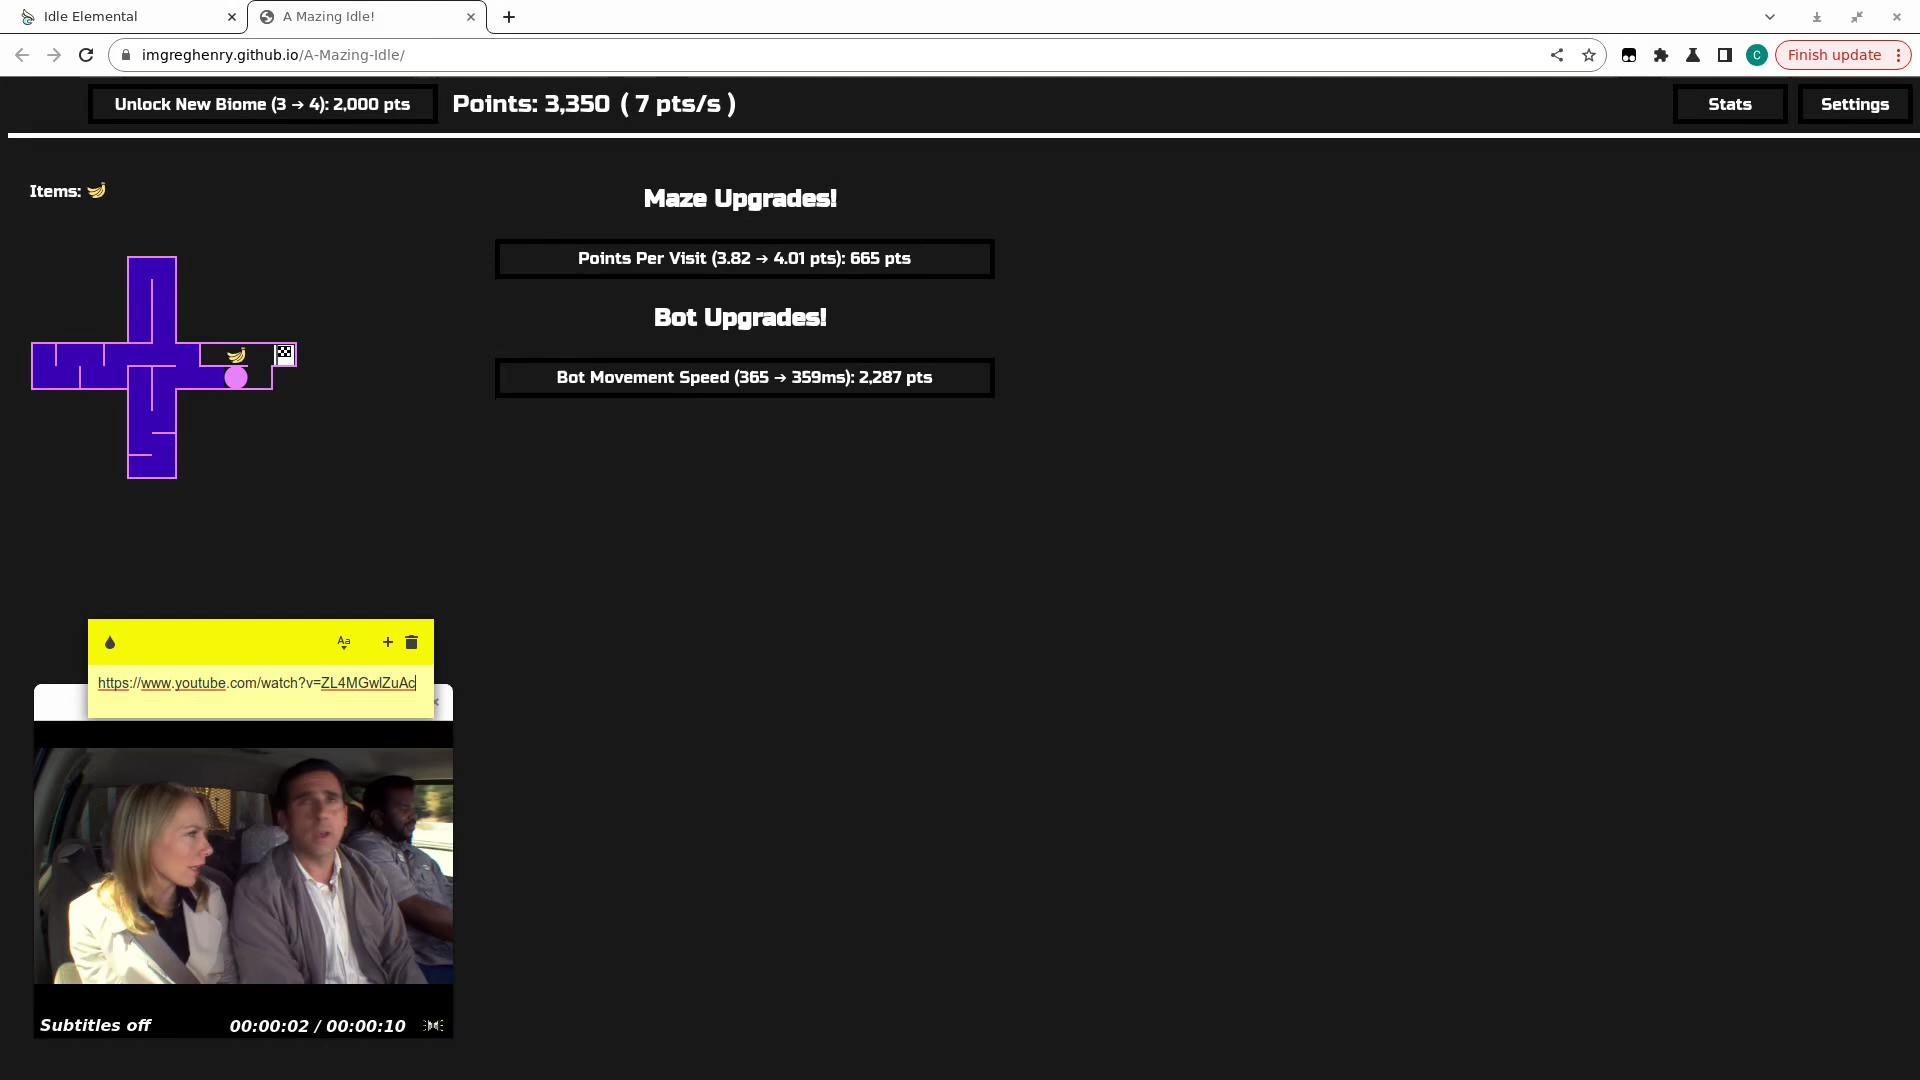 Idle Elemental
A Mazing Idle!
imgreghenry.github.io/A-Mazing-Idle/
C
Finish update
Unlock New Biome (3 → 4): 2,000 pts
Points: 3,350 ( 7 pts/s )
Stats
Settings
Items:
Maze Upgrades!
Points Per Visit (3.82 → 4.01 pts): 665 pts
Bot Upgrades!
Bot Movement Speed (365 → 359ms): 2,287 pts
Aa
https://www.youtube.com/watch?v=ZL4MGwlZuAc
Subtitles off
00:00:02 / 00:00:10